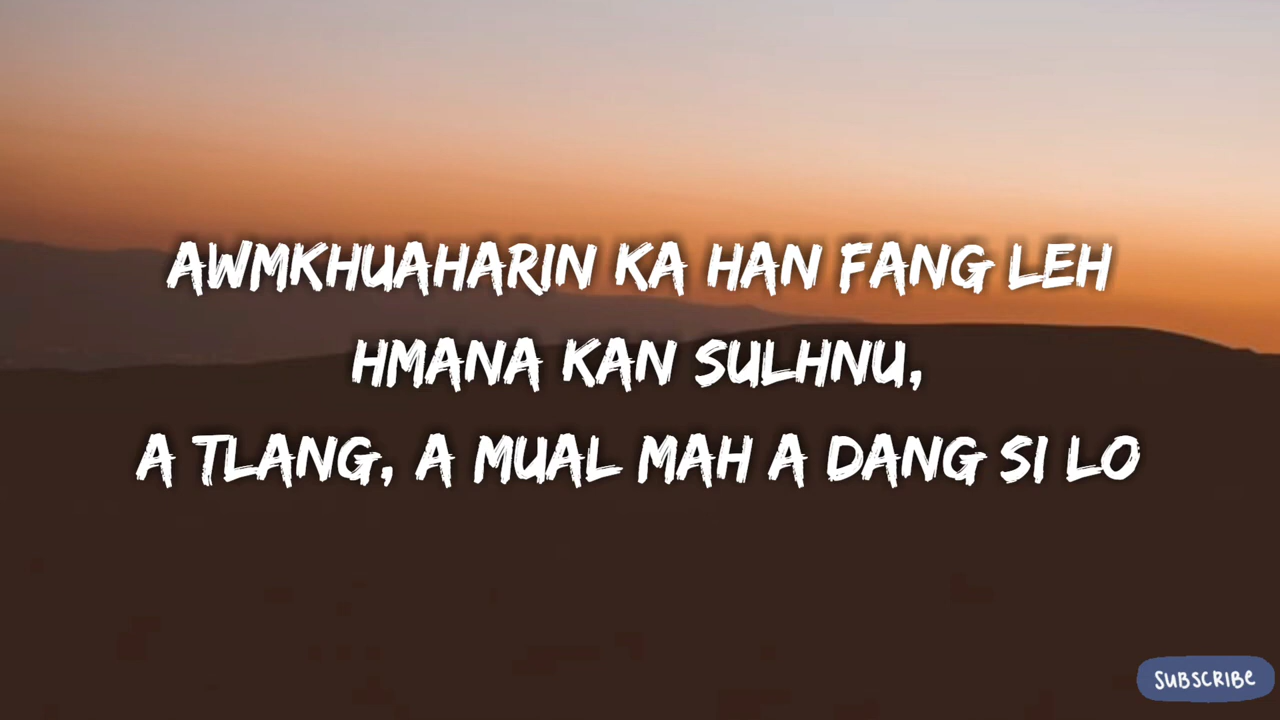 AWMKHUAHARIN KA HAN FANG LEH
HMANA KAN SULHNU,
A TLANG, A MUAL MAH A DANG SI LO
SUBSCRIBE